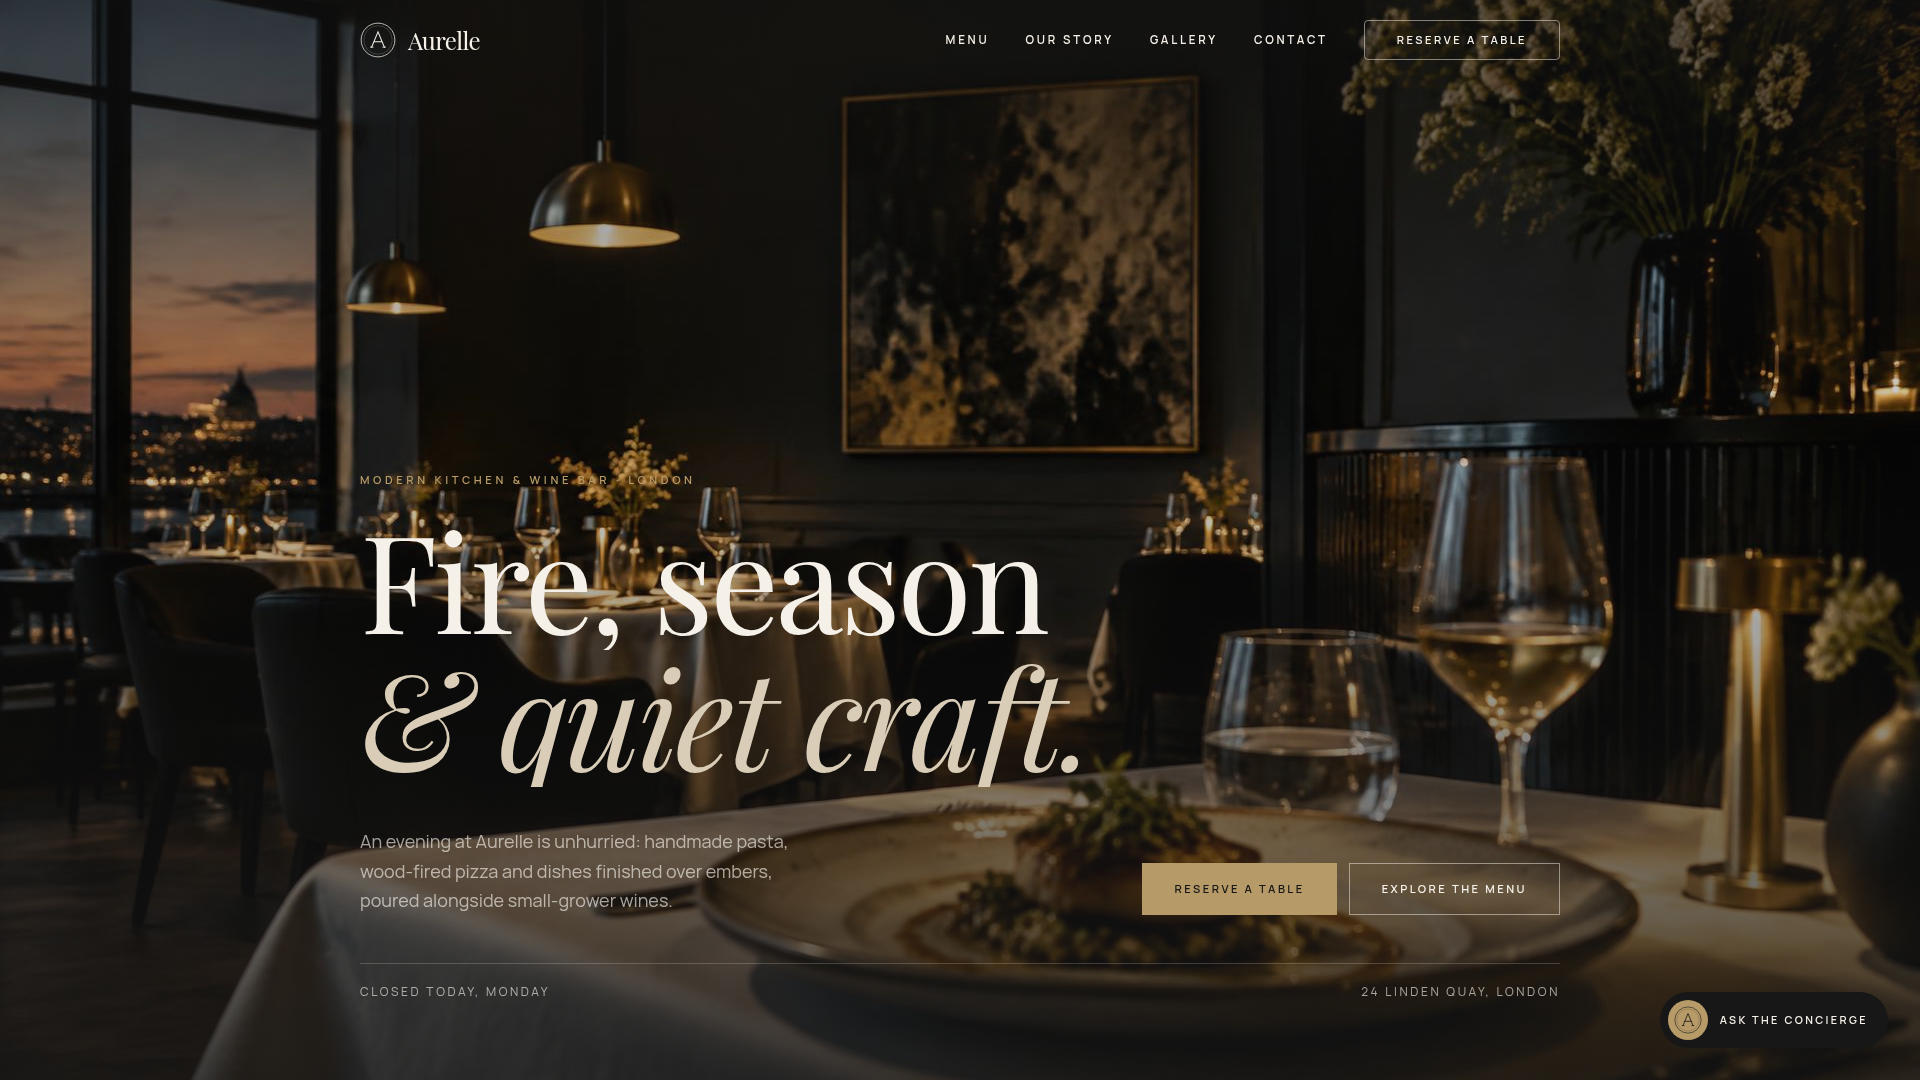 A Aurelle
MENU OUR STORY GALLERY CONTACT RESERVE A TABLE
MODERN KITCHEN & WINE BAR · LONDON
Fire, season
& quiet craft.
An evening at Aurelle is unhurried: handmade pasta,
wood-fired pizza and dishes finished over embers,
poured alongside small-grower wines.
RESERVE A TABLE EXPLORE THE MENU
CLOSED TODAY, MONDAY 24 LINDEN QUAY, LONDON
A ASK THE CONCIERGE